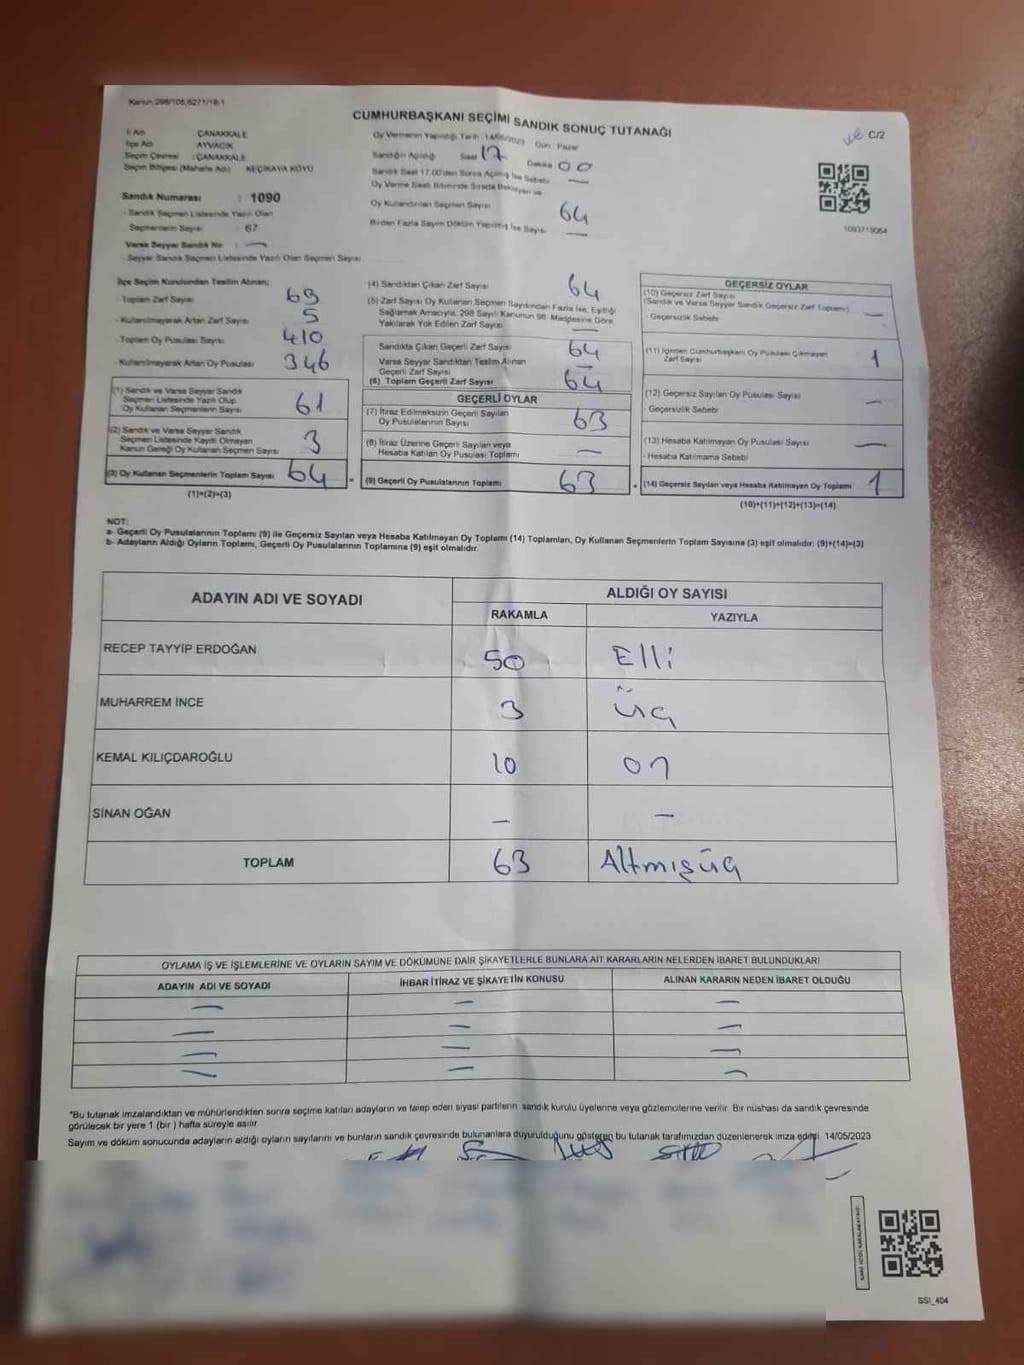 Kanun:298/105,6271/18-1
CUMHURBAŞKANI SEÇİMİ SANDIK SONUÇ TUTANAĞI
C/2
İl Adı ÇANAKKALE
İlçe Adı AYVACIK
Seçim Çevresi : ÇANAKKALE
Seçim Bölgesi (Mahalle Adı) KEÇİKAYA KÖYÜ
Sandık Numarası : 1090
- Sandık Seçmen Listesinde Yazılı Olan
Seçmenlerin Sayısı : 67
Varsa Seyyar Sandık No : —
- Seyyar Sandık Seçmen Listesinde Yazılı Olan Seçmen Sayısı
Oy Vermenin Yapıldığı Tarih :14/05/2023 Gün : Pazar
Sandığın Açıldığı Saat 17 Dakika 00
Sandık Saat 17.00'den Sonra Açılmış İse Sebebi —
Oy Verme Saati Bitiminde Sırada Bekleyen ve
Oy Kullandırılan Seçmen Sayısı 64
Birden Fazla Sayım Döküm Yapılmış İse Sayısı —
1093719064
İlçe Seçim Kurulundan Teslim Alınan;
- Toplam Zarf Sayısı 69
- Kullanılmayarak Artan Zarf Sayısı 5
- Toplam Oy Pusulası Sayısı 410
- Kullanılmayarak Artan Oy Pusulası 346
(1) Sandık ve Varsa Seyyar Sandık
Seçmen Listesinde Yazılı Olup
Oy Kullanan Seçmenlerin Sayısı 61
(2) Sandık ve Varsa Seyyar Sandık
Seçmen Listesinde Kayıtlı Olmayan
Kanun Gereği Oy Kullanan Seçmen Sayısı 3
(3) Oy Kullanan Seçmenlerin Toplam Sayısı 64
(1)+(2)=(3)
(4) Sandıktan Çıkan Zarf Sayısı 64
(5) Zarf Sayısı Oy Kullanan Seçmen Sayısından Fazla İse, Eşitliği
Sağlamak Amacıyla, 298 Sayılı Kanunun 98. Maddesine Göre
Yakılarak Yok Edilen Zarf Sayısı —
Sandıkta Çıkan Geçerli Zarf Sayısı 64
Varsa Seyyar Sandıktan Teslim Alınan
Geçerli Zarf Sayısı —
(6) Toplam Geçerli Zarf Sayısı 64
GEÇERLİ OYLAR
(7) İtiraz Edilmeksizin Geçerli Sayılan
Oy Pusulalarının Sayısı 63
(8) İtiraz Üzerine Geçerli Sayılan veya
Hesaba Katılan Oy Pusulası Toplamı —
= (9) Geçerli Oy Pusulalarının Toplamı 63
GEÇERSİZ OYLAR
(10) Geçersiz Zarf Sayısı
(Sandık ve Varsa Seyyar Sandık Geçersiz Zarf Toplamı) —
- Geçersizlik Sebebi
(11) İçinden Cumhurbaşkanı Oy Pusulası Çıkmayan
Zarf Sayısı 1
(12) Geçersiz Sayılan Oy Pusulası Sayısı —
- Geçersizlik Sebebi
(13) Hesaba Katılmayan Oy Pusulası Sayısı —
- Hesaba Katılmama Sebebi
+ (14) Geçersiz Sayılan veya Hesaba Katılmayan Oy Toplamı 1
(10)+(11)+(12)+(13)=(14)
NOT:
a- Geçerli Oy Pusulalarının Toplamı (9) ile Geçersiz Sayılan veya Hesaba Katılmayan Oy Toplamı (14) Toplamları, Oy Kullanan Seçmenlerin Toplam Sayısına (3) eşit olmalıdır. (9)+(14)=(3)
b- Adayların Aldığı Oyların Toplamı, Geçerli Oy Pusulalarının Toplamına (9) eşit olmalıdır.
ADAYIN ADI VE SOYADI ALDIĞI OY SAYISI
RAKAMLA YAZIYLA
RECEP TAYYİP ERDOĞAN 50 Elli
MUHARREM İNCE 3 üç
KEMAL KILIÇDAROĞLU 10 on
SİNAN OĞAN — —
TOPLAM 63 Altmışüç
OYLAMA İŞ VE İŞLEMLERİNE VE OYLARIN SAYIM VE DÖKÜMÜNE DAİR ŞİKAYETLERLE BUNLARA AİT KARARLARIN NELERDEN İBARET BULUNDUKLARI
ADAYIN ADI VE SOYADI İHBAR İTİRAZ VE ŞİKAYETİN KONUSU ALINAN KARARIN NEDEN İBARET OLDUĞU
— — —
— — —
— — —
— — —
*Bu tutanak imzalandıktan ve mühürlendikten sonra seçime katılan adayların ve talep eden siyasi partilerin sandık kurulu üyelerine veya gözlemcilerine verilir. Bir nüshası da sandık çevresinde
görülecek bir yere 1 (bir ) hafta süreyle asılır.
Sayım ve döküm sonucunda adayların aldığı oyların sayılarını ve bunların sandık çevresinde bulunanlara duyurulduğunu gösteren bu tutanak tarafımızdan düzenlenerek imza edildi. 14/05/2023
SSI_404